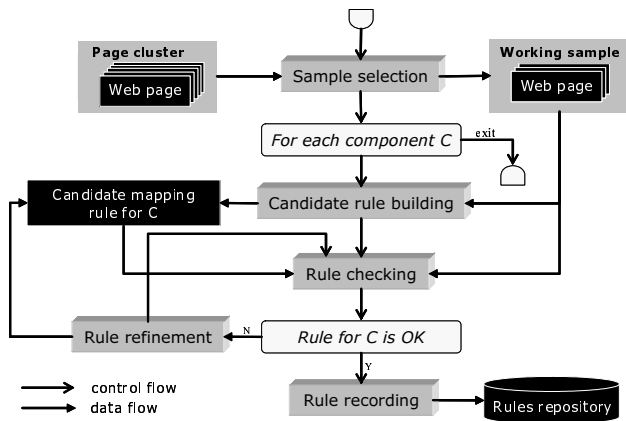 Page cluster
Web page
Sample selection
Working sample
Web page
For each component C
exit
Candidate mapping
rule for C
Candidate rule building
Rule checking
Rule refinement
N
Rule for C is OK
Y
control flow
data flow
Rule recording
Rules repository